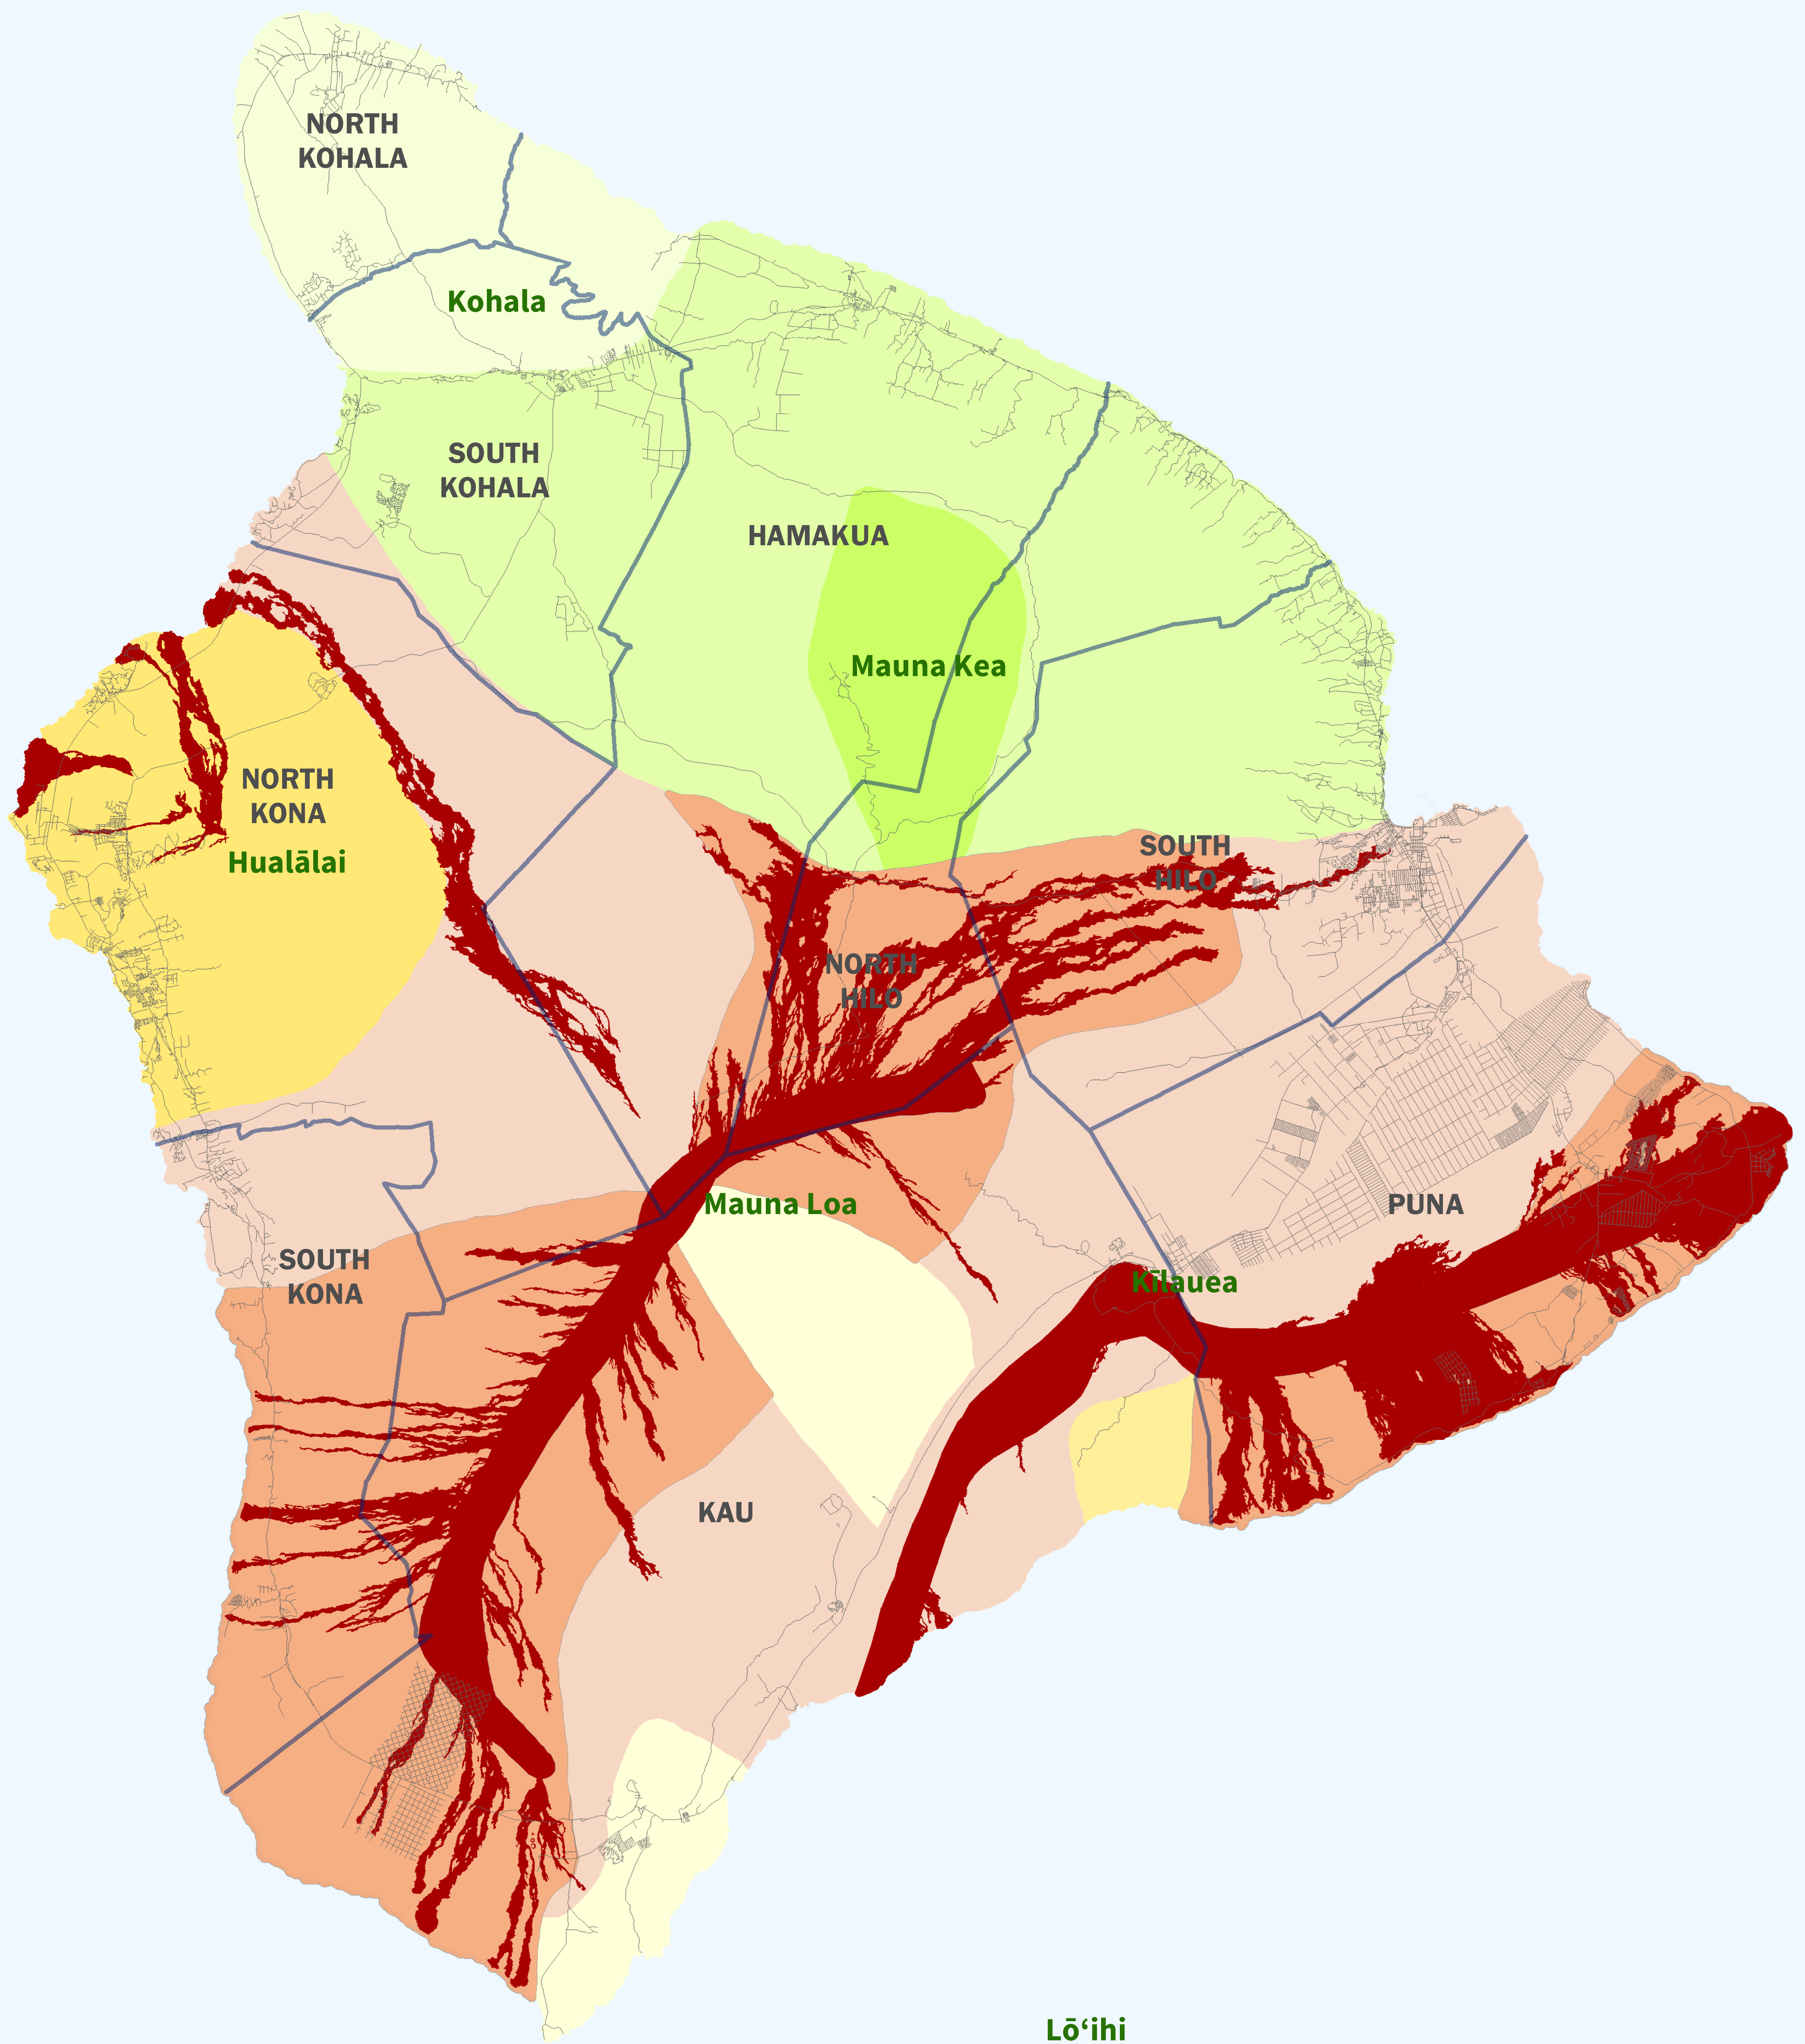 NORTH
KOHALA
Kohala
SOUTH
KOHALA
HAMAKUA
Mauna Kea
NORTH
KONA
Hualālai
SOUTH
HILO
NORTH
HILO
Mauna Loa
PUNA
SOUTH
KONA
Kīlauea
KAU
Lōʻihi